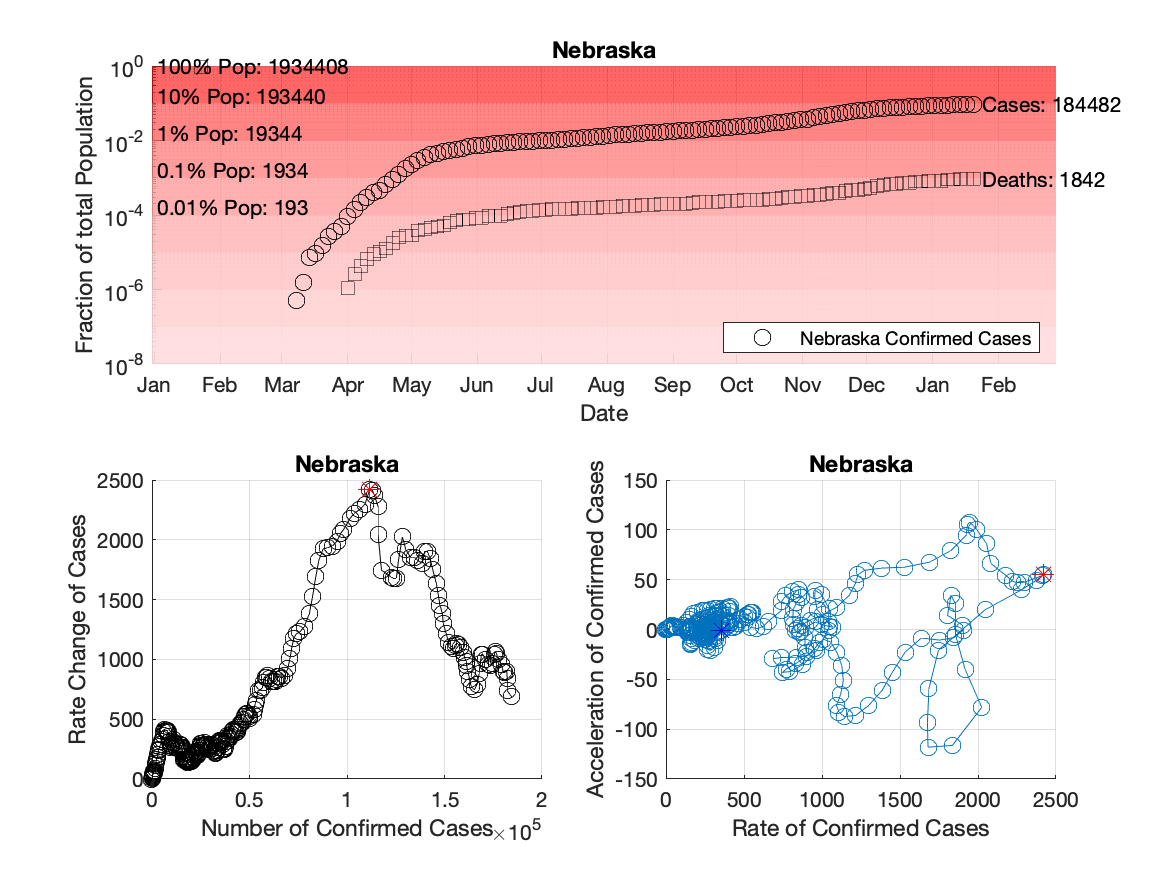 Nebraska
10^0
10^-2
10^-4
10^-6
10^-8
Fraction of total Population
100% Pop: 1934408
10% Pop: 193440
1% Pop: 19344
0.1% Pop: 1934
0.01% Pop: 193
Cases: 184482
Deaths: 1842
Nebraska Confirmed Cases
Jan Feb Mar Apr May Jun Jul Aug Sep Oct Nov Dec Jan Feb
Date
Nebraska
2500
2000
1500
1000
500
0
Rate Change of Cases
0 0.5 1 1.5 2
Number of Confirmed Cases ×10^5
Nebraska
150
100
50
0
-50
-100
-150
Acceleration of Confirmed Cases
0 500 1000 1500 2000 2500
Rate of Confirmed Cases